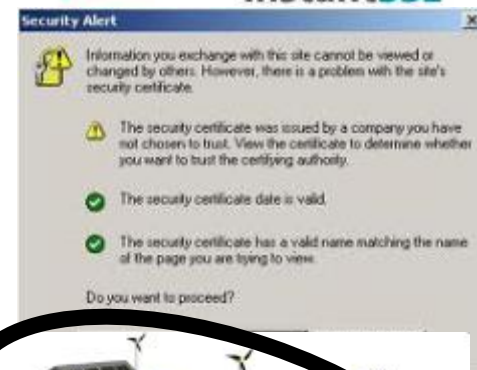 Security Alert
Information you exchange with this site cannot be viewed or
changed by others. However, there is a problem with the site's
security certificate.
The security certificate was issued by a company you have
not chosen to trust. View the certificate to determine whether
you want to trust the certifying authority.
The security certificate date is valid.
The security certificate has a valid name matching the name
of the page you are trying to view.
Do you want to proceed?